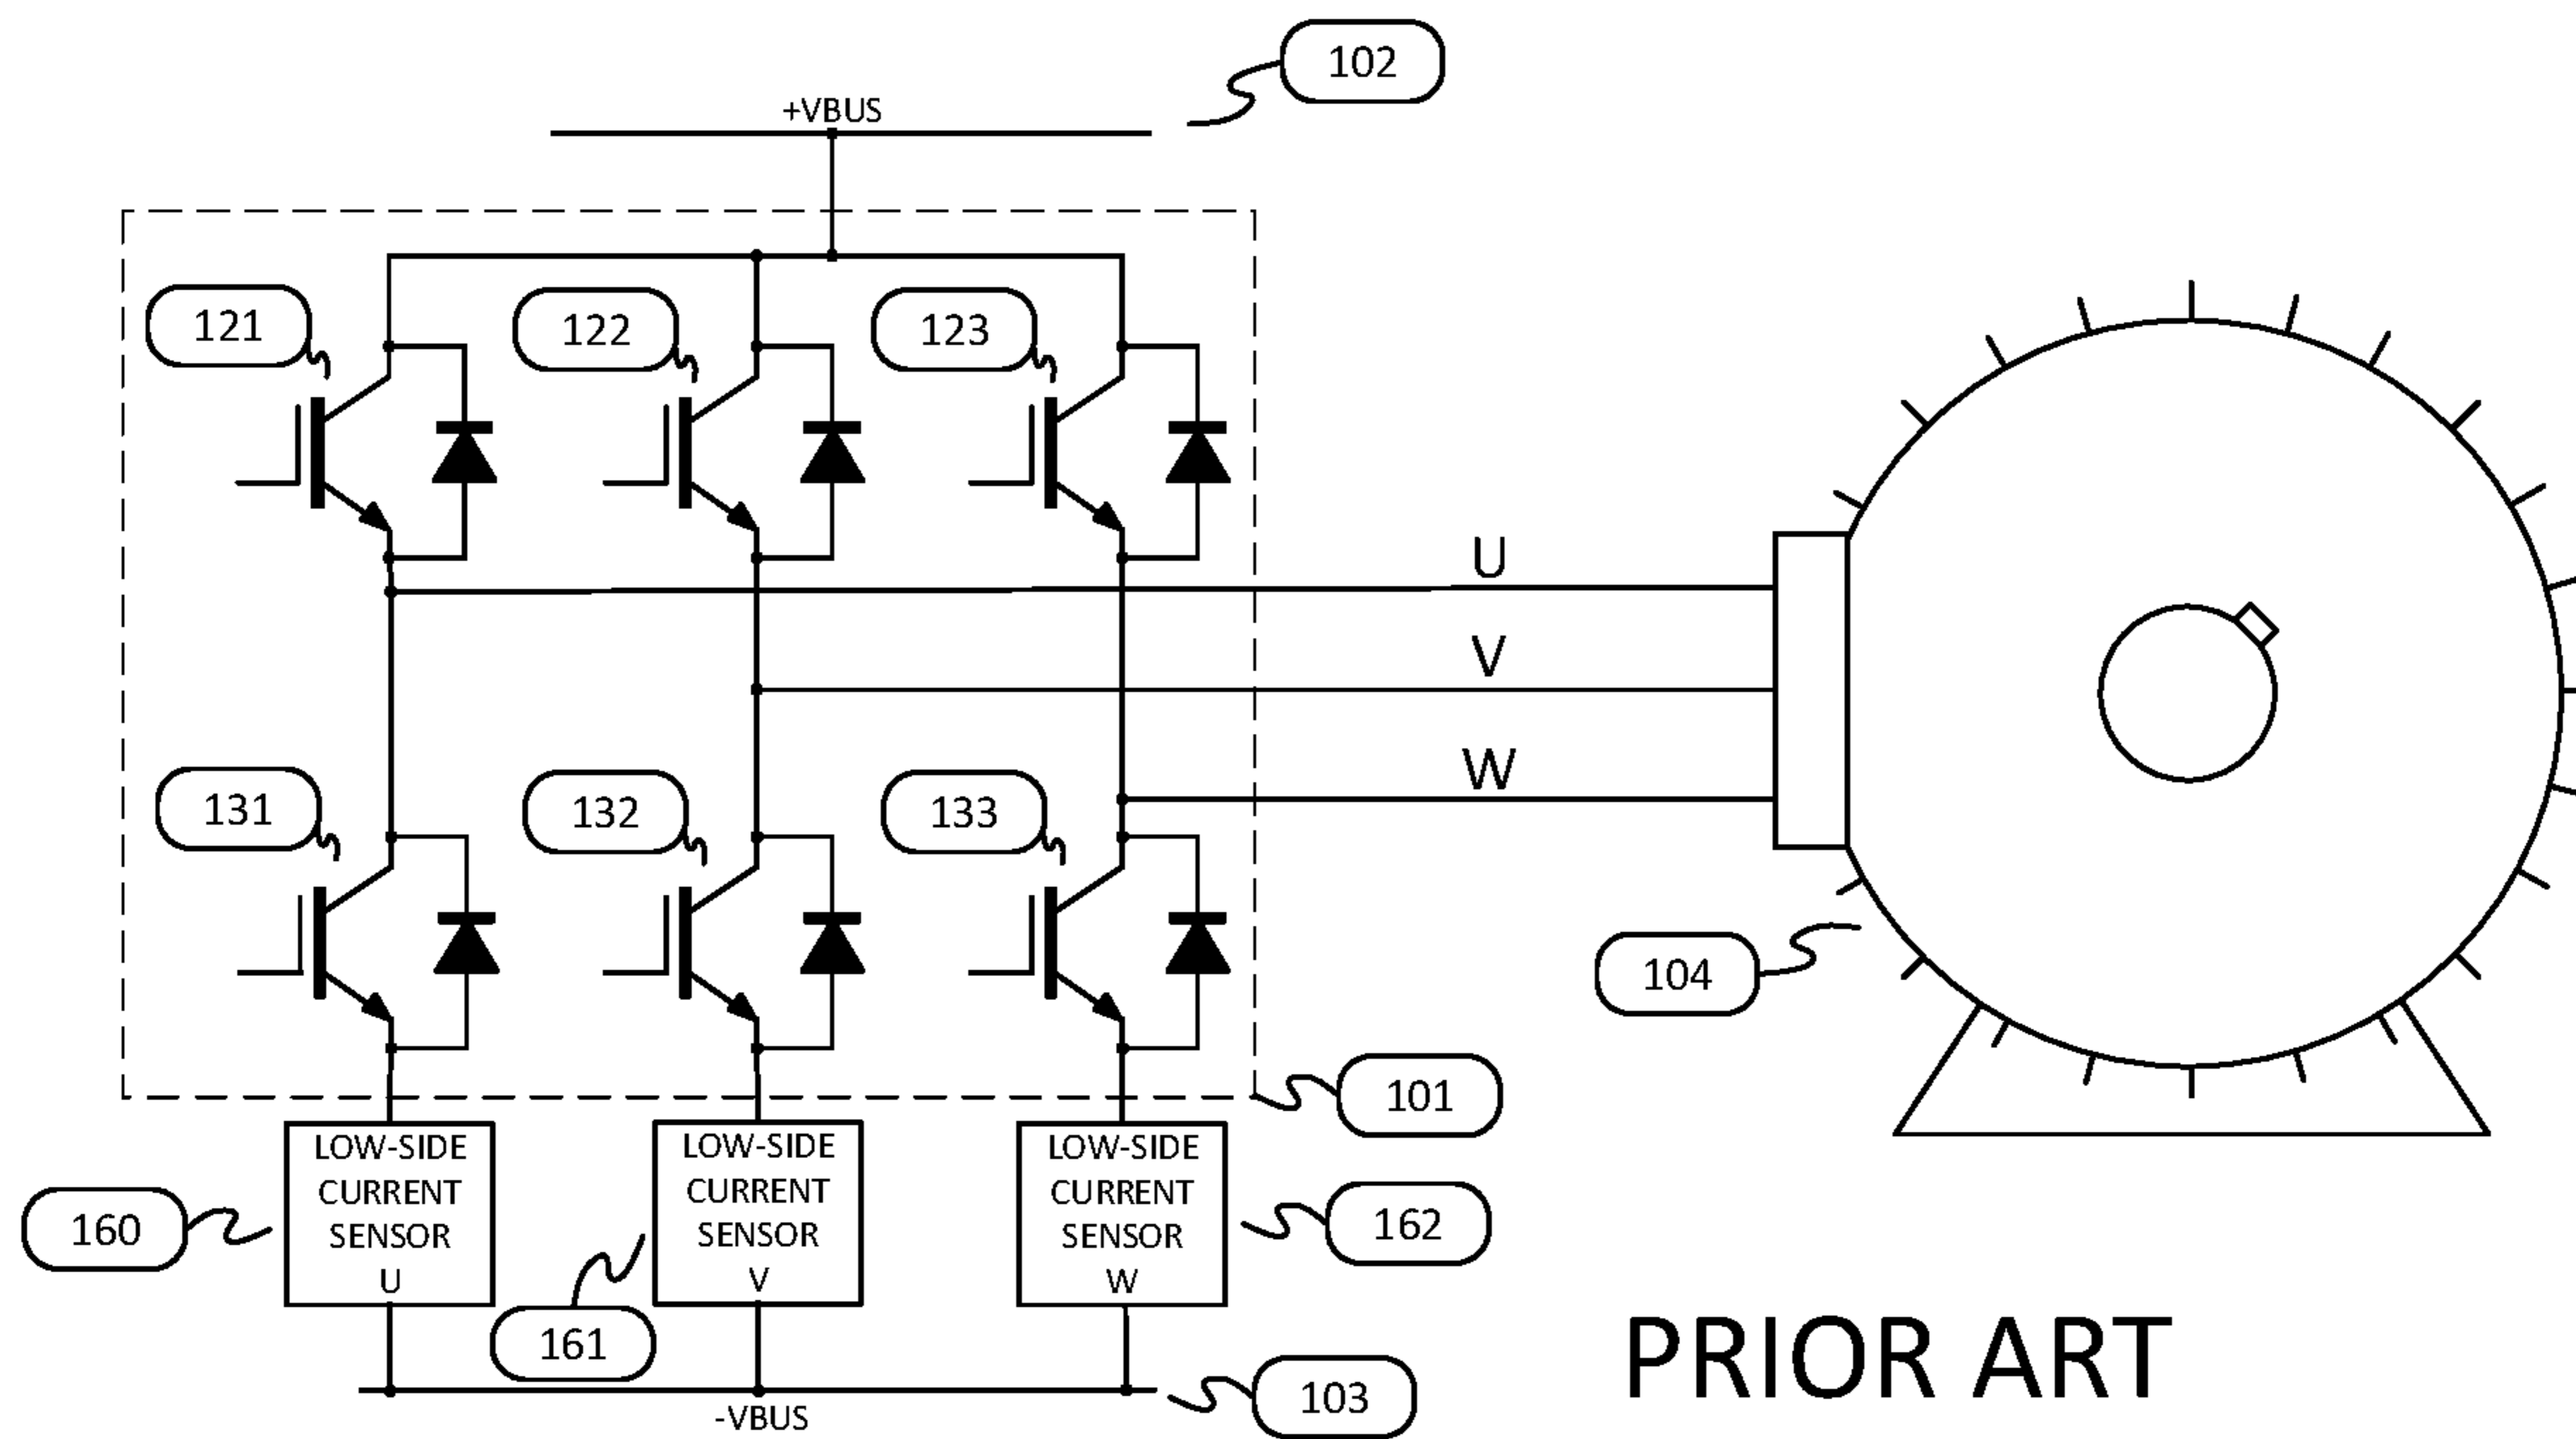 102
+VBUS
121
122
123
U
V
W
131
132
133
104
101
LOW-SIDE
CURRENT
SENSOR
U
LOW-SIDE
CURRENT
SENSOR
V
LOW-SIDE
CURRENT
SENSOR
W
160
161
162
103
-VBUS
PRIOR ART